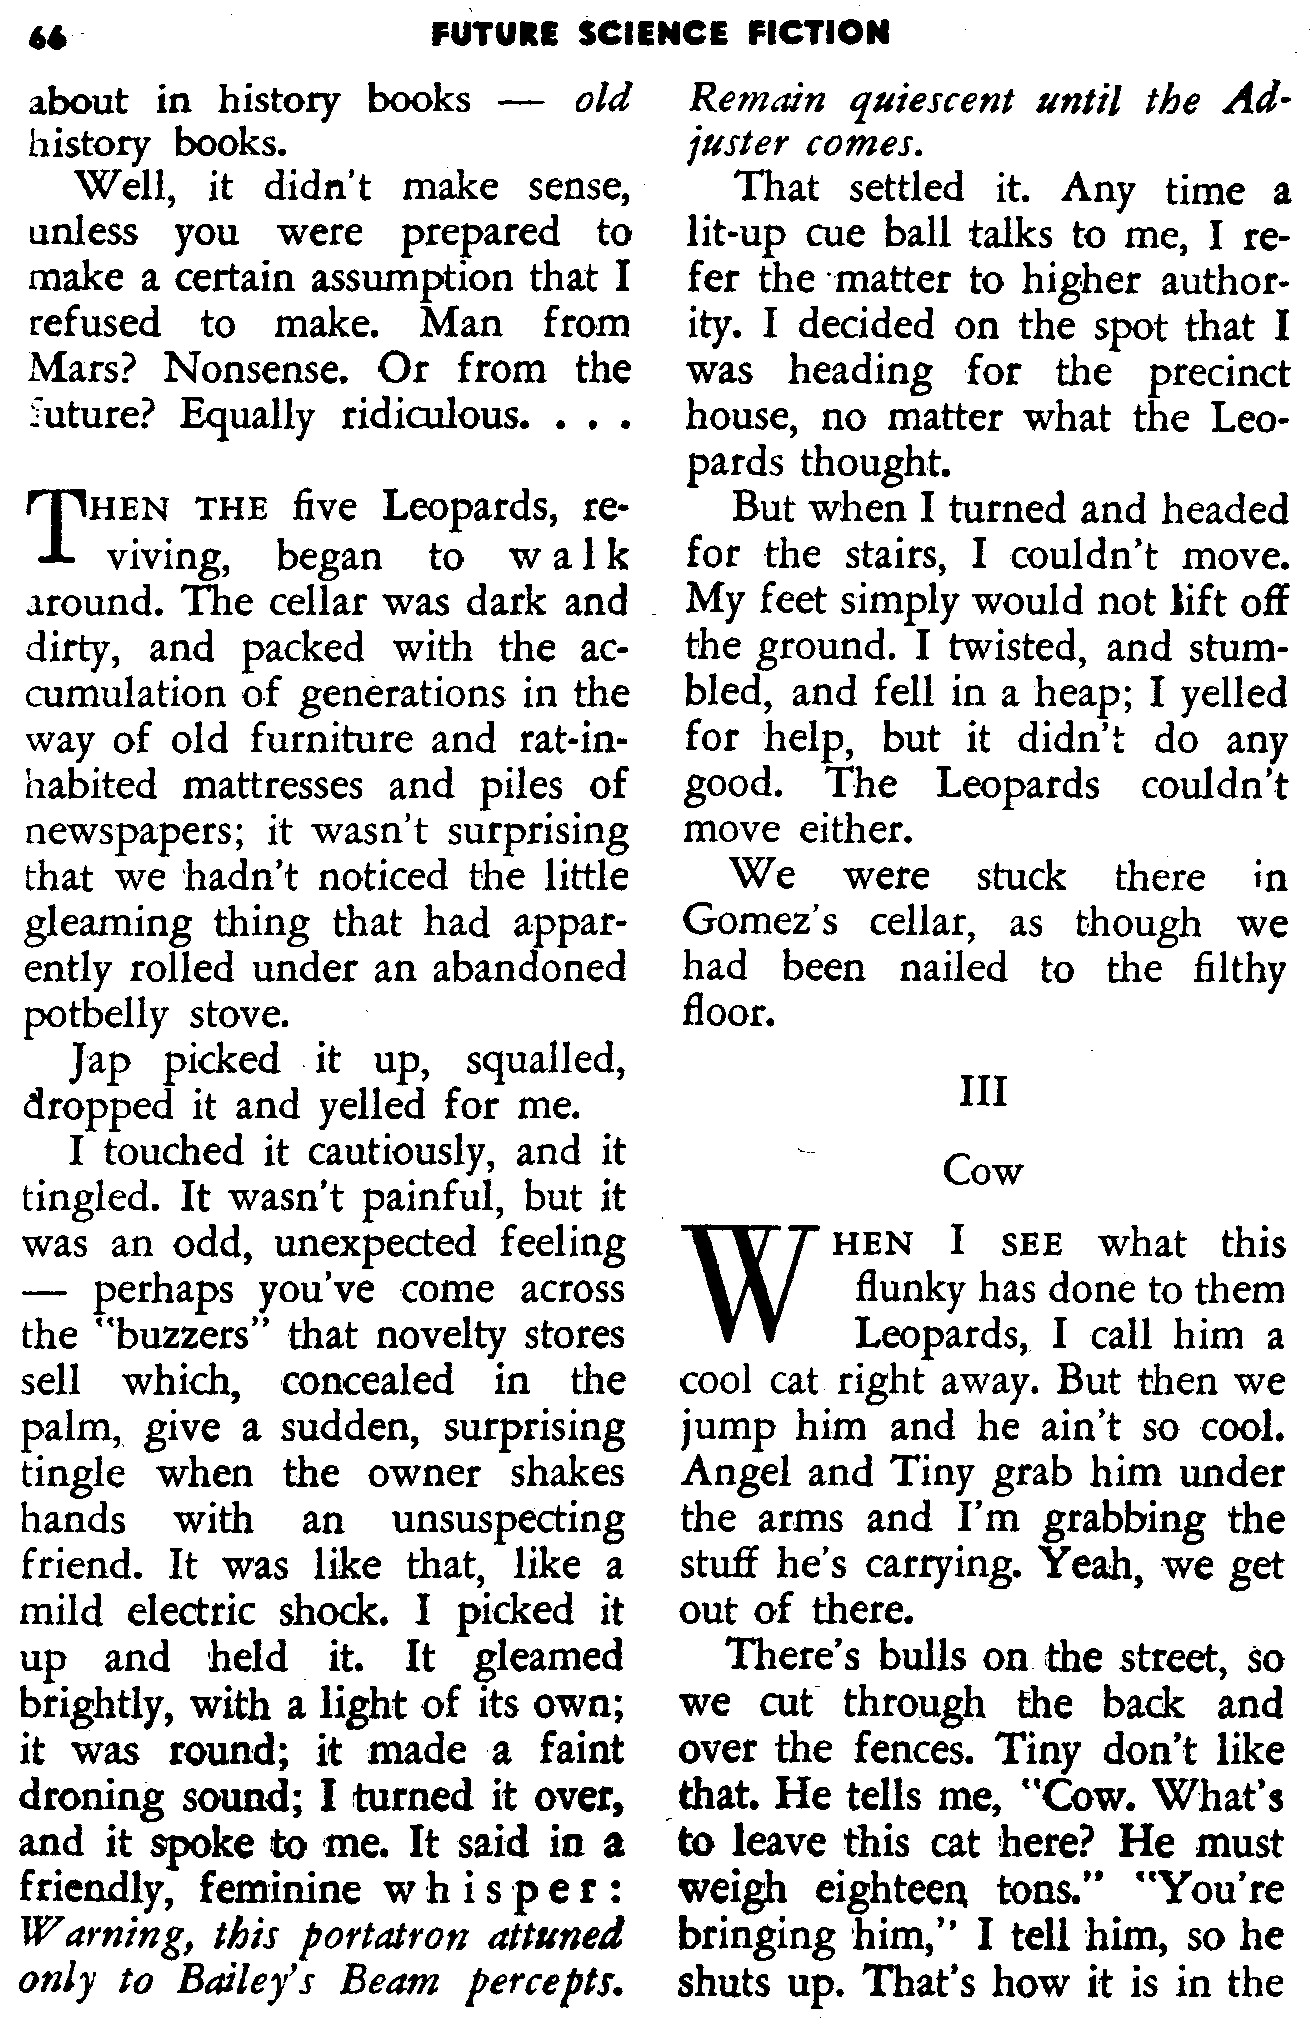 66
FUTURE SCIENCE FICTION
about in history books — old
history books.
Well, it didn't make sense,
unless you were prepared to
make a certain assumption that I
refused to make. Man from
Mars? Nonsense. Or from the
future? Equally ridiculous. . . .
THEN THE five Leopards, re-
viving, began to walk
around. The cellar was dark and
dirty, and packed with the ac-
cumulation of generations in the
way of old furniture and rat-in-
habited mattresses and piles of
newspapers; it wasn't surprising
that we hadn't noticed the little
gleaming thing that had appar-
ently rolled under an abandoned
potbelly stove.
Jap picked it up, squalled,
dropped it and yelled for me.
I touched it cautiously, and it
tingled. It wasn't painful, but it
was an odd, unexpected feeling
— perhaps you've come across
the "buzzers" that novelty stores
sell which, concealed in the
palm, give a sudden, surprising
tingle when the owner shakes
hands with an unsuspecting
friend. It was like that, like a
mild electric shock. I picked it
up and held it. It gleamed
brightly, with a light of its own;
it was round; it made a faint
droning sound; I turned it over,
and it spoke to me. It said in a
friendly, feminine whisper:
Warning, this portatron attuned
only to Bailey's Beam percepts.
Remain quiescent until the Ad-
juster comes.
That settled it. Any time a
lit-up cue ball talks to me, I re-
fer the matter to higher author-
ity. I decided on the spot that I
was heading for the precinct
house, no matter what the Leo-
pards thought.
But when I turned and headed
for the stairs, I couldn't move.
My feet simply would not lift off
the ground. I twisted, and stum-
bled, and fell in a heap; I yelled
for help, but it didn't do any
good. The Leopards couldn't
move either.
We were stuck there in
Gomez's cellar, as though we
had been nailed to the filthy
floor.
III
Cow
WHEN I SEE what this
flunky has done to them
Leopards, I call him a
cool cat right away. But then we
jump him and he ain't so cool.
Angel and Tiny grab him under
the arms and I'm grabbing the
stuff he's carrying. Yeah, we get
out of there.
There's bulls on the street, so
we cut through the back and
over the fences. Tiny don't like
that. He tells me, "Cow. What's
to leave this cat here? He must
weigh eighteen tons." "You're
bringing him," I tell him, so he
shuts up. That's how it is in the